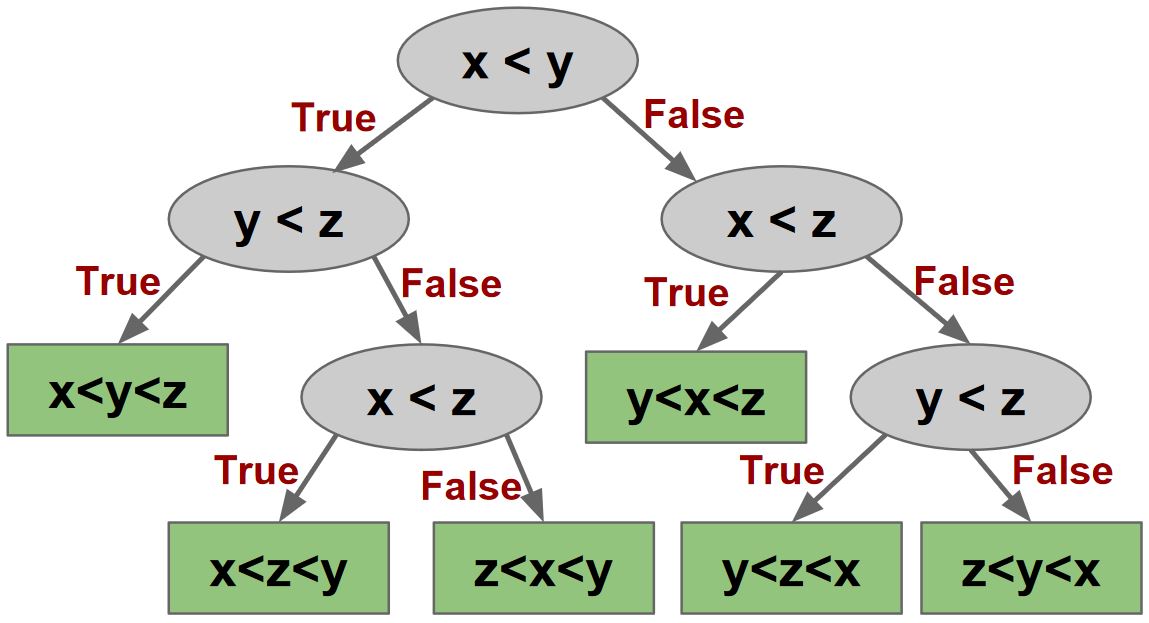 x < y
True
False
y < z
x < z
True
False
True
False
x<y<z
x < z
y<x<z
y < z
True
False
True
False
x<z<y
z<x<y
y<z<x
z<y<x